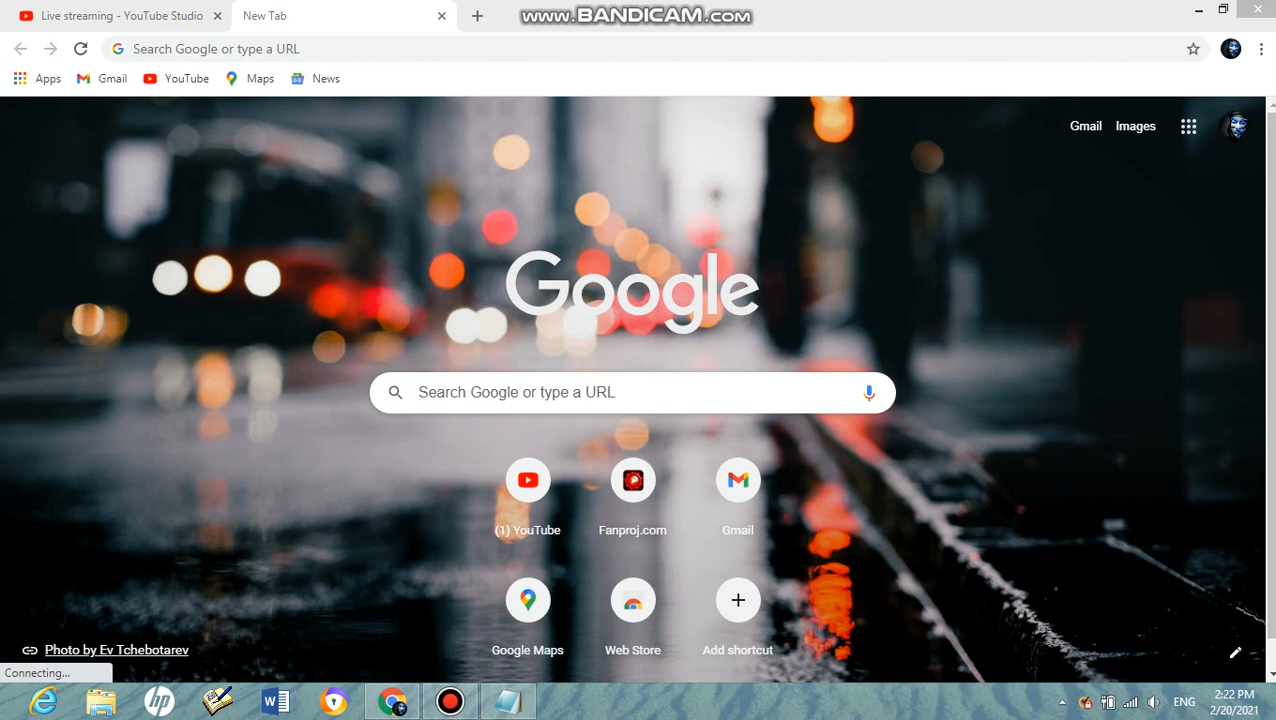 Live streaming - YouTube Studio
New Tab
www.BANDICAM.com
Search Google or type a URL
Apps
Gmail
YouTube
Maps
News
Gmail
Images
Google
Search Google or type a URL
(1) YouTube
Fanproj.com
Gmail
Google Maps
Web Store
Add shortcut
Photo by Ev Tchebotarev
Connecting...
ENG
2:22 PM
2/20/2021